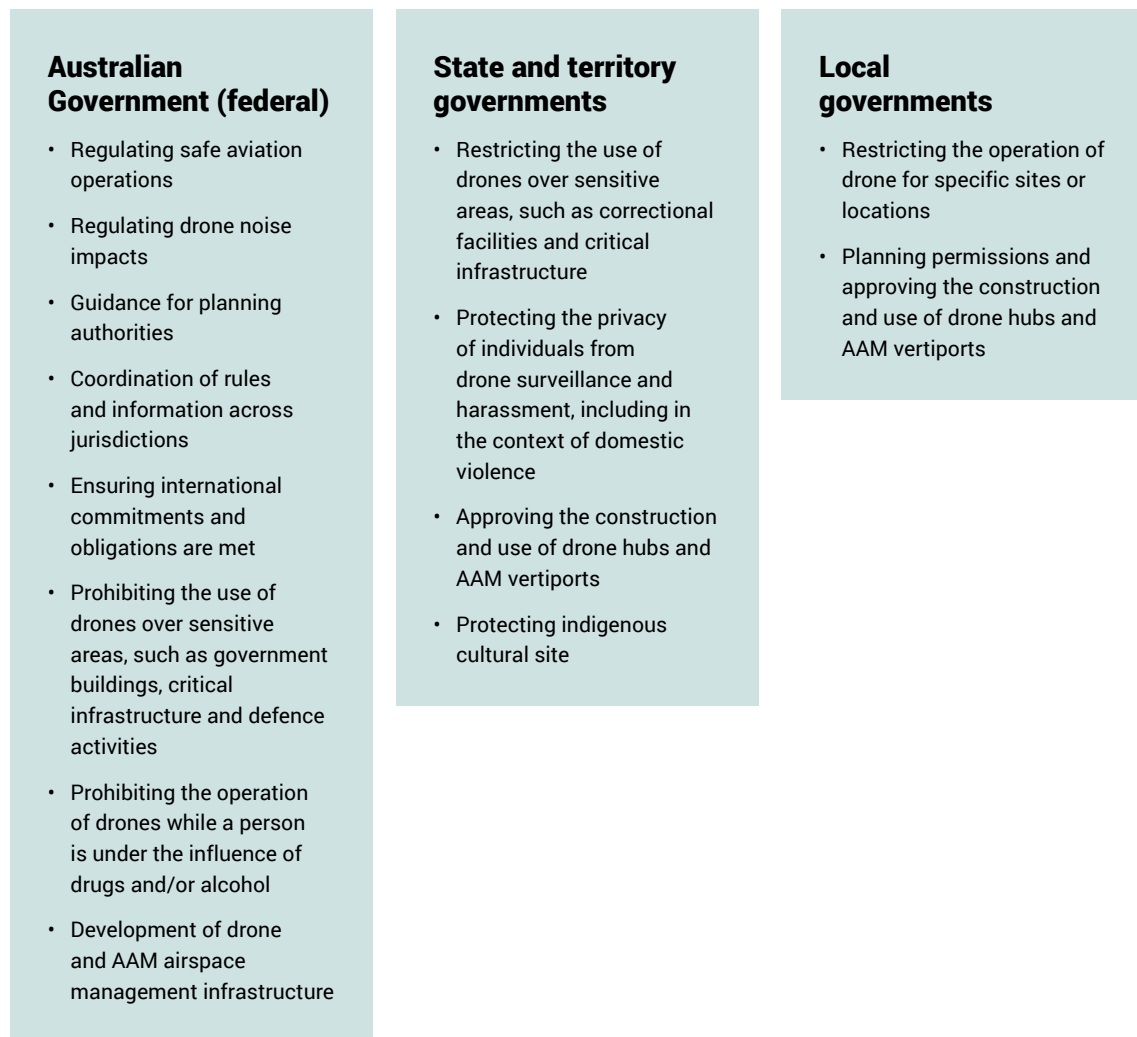 Australian
Government (federal)
• Regulating safe aviation
operations
• Regulating drone noise
impacts
• Guidance for planning
authorities
• Coordination of rules
and information across
jurisdictions
• Ensuring international
commitments and
obligations are met
• Prohibiting the use of
drones over sensitive
areas, such as government
buildings, critical
infrastructure and defence
activities
• Prohibiting the operation
of drones while a person
is under the influence of
drugs and/or alcohol
• Development of drone
and AAM airspace
management infrastructure
State and territory
governments
• Restricting the use of
drones over sensitive
areas, such as correctional
facilities and critical
infrastructure
• Protecting the privacy
of individuals from
drone surveillance and
harassment, including in
the context of domestic
violence
• Approving the construction
and use of drone hubs and
AAM vertiports
• Protecting indigenous
cultural site
Local
governments
• Restricting the operation of
drone for specific sites or
locations
• Planning permissions and
approving the construction
and use of drone hubs and
AAM vertiports